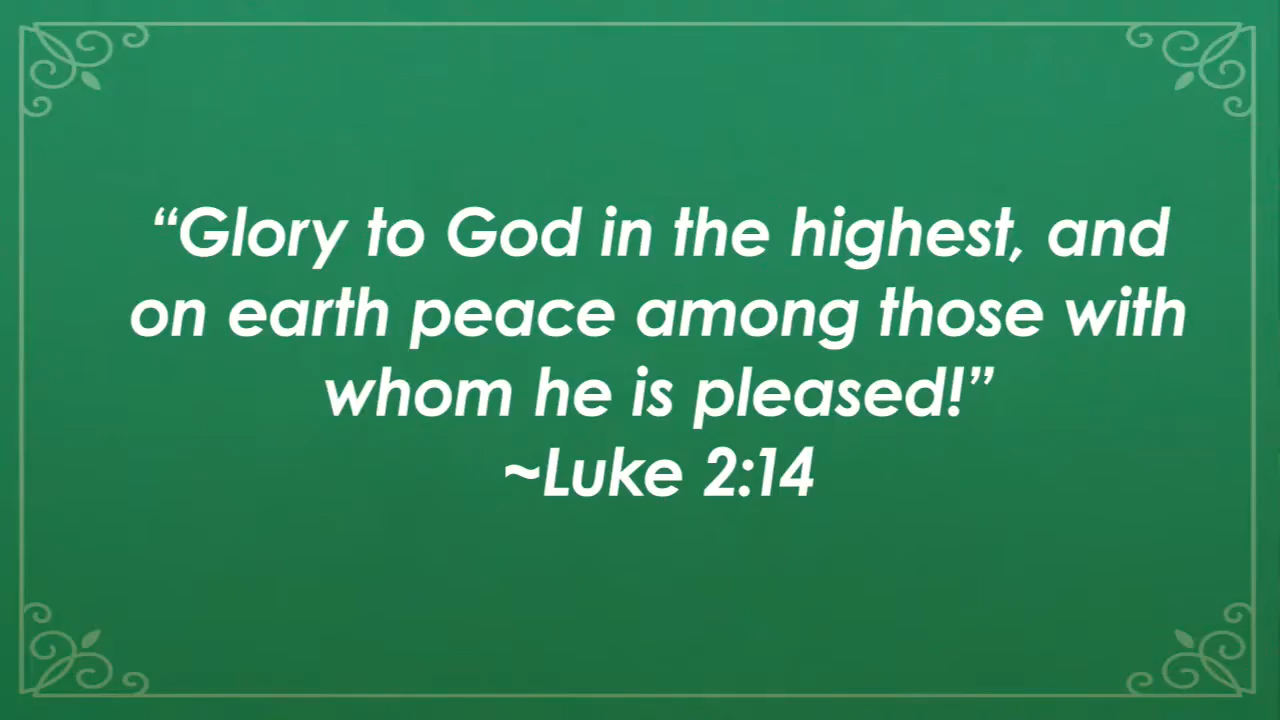 “Glory to God in the highest, and
on earth peace among those with
whom he is pleased!”
~Luke 2:14